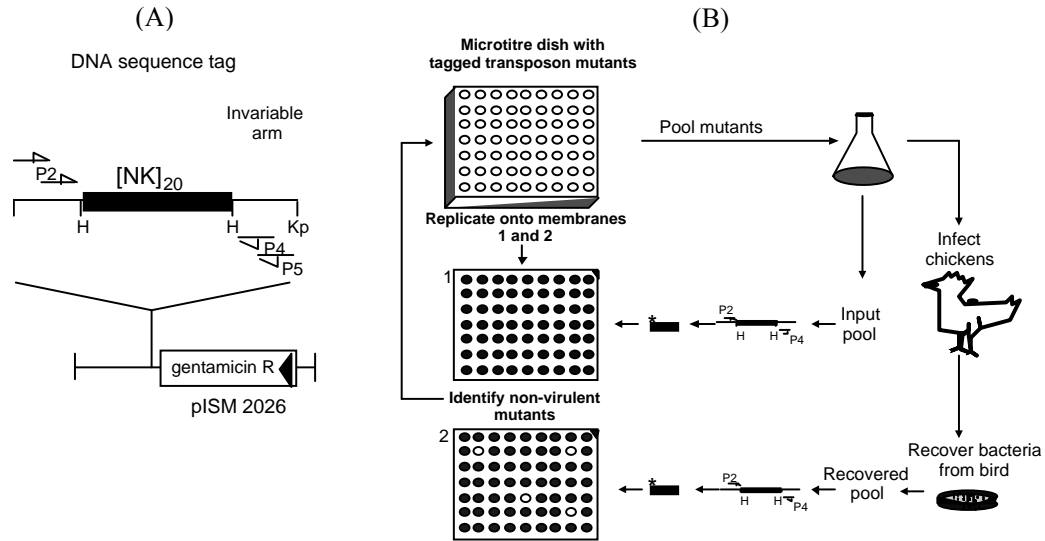 (A)
DNA sequence tag
Invariable
arm
P2
[NK]20
H
H
Kp
P4
P5
gentamicin R
pISM 2026
(B)
Microtitre dish with
tagged transposon mutants
Pool mutants
Replicate onto membranes
1 and 2
Infect
chickens
1
*
P2
H H
P4
Input
pool
Identify non-virulent
mutants
2
*
P2
H H
P4
Recovered
pool
Recover bacteria
from bird